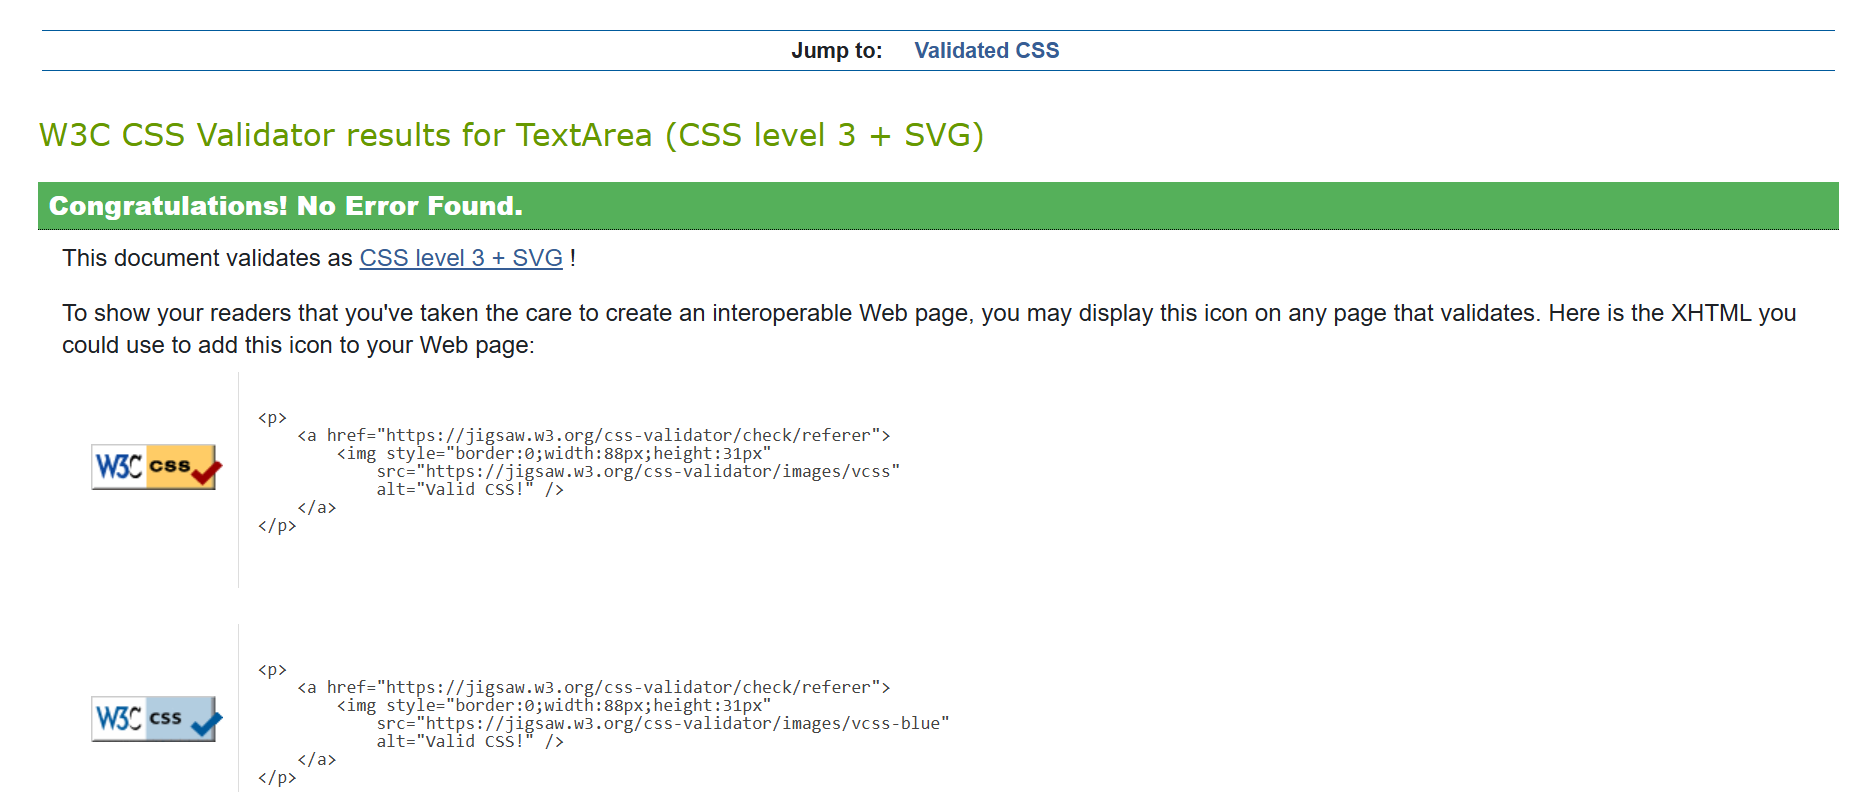 Jump to: Validated CSS
W3C CSS Validator results for TextArea (CSS level 3 + SVG)
Congratulations! No Error Found.
This document validates as CSS level 3 + SVG !
To show your readers that you've taken the care to create an interoperable Web page, you may display this icon on any page that validates. Here is the XHTML you
could use to add this icon to your Web page:
<p>
<a href="https://jigsaw.w3.org/css-validator/check/referer">
<img style="border:0;width:88px;height:31px"
W3C css
src="https://jigsaw.w3.org/css-validator/images/vcss"
alt="Valid CSS!" />
</a>
</p>
<p>
<a href="https://jigsaw.w3.org/css-validator/check/referer">
<img style="border:0;width:88px;height:31px"
W3C css
src="https://jigsaw.w3.org/css-validator/images/vcss-blue"
alt="Valid CSS!" />
</a>
</p>